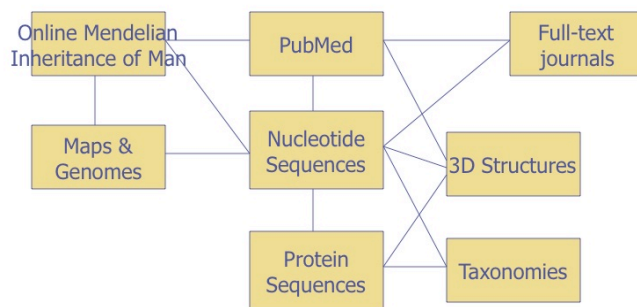 Online Mendelian
Inheritance of Man
PubMed
Full-text
journals
Maps &
Genomes
Nucleotide
Sequences
3D Structures
Protein
Sequences
Taxonomies